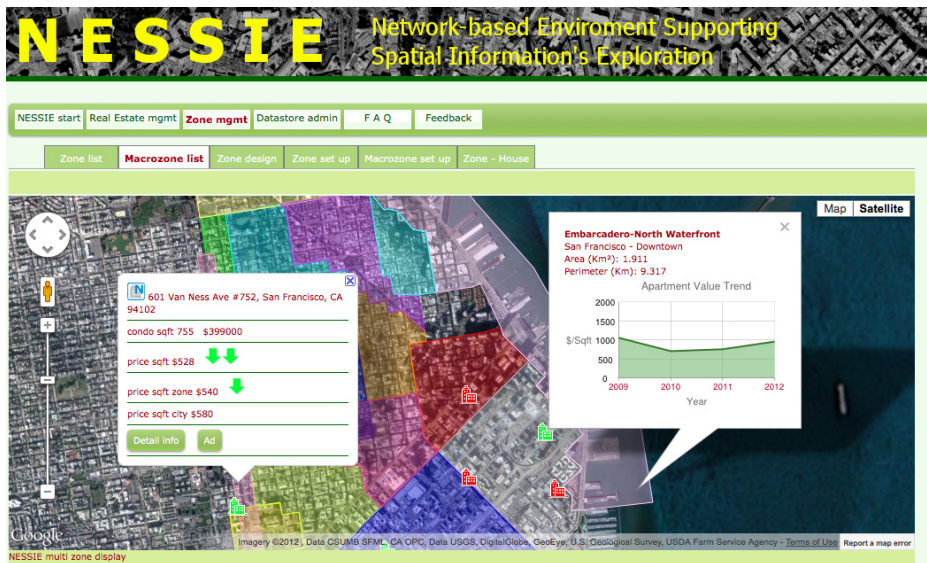 NESSIE
Network-based Enviroment Supporting
Spatial Information's Exploration
NESSIE start Real Estate mgmt Zone mgmt Datastore admin F A Q Feedback
Zone list Macrozone list Zone design Zone set up Macrozone set up Zone - House
Map Satellite
N 601 Van Ness Ave #752, San Francisco, CA
94102
condo sqft 755 $399000
price sqft $528
price sqft zone $540
price sqft city $580
Detail info Ad
Embarcadero-North Waterfront
San Francisco - Downtown
Area (Km²): 1.911
Perimeter (Km): 9.317
Apartment Value Trend
2000
1500
$/Sqft 1000
500
0
2009 2010 2011 2012
Year
Google
Imagery ©2012 , Data CSUMB SFML, CA OPC, Data USGS, DigitalGlobe, GeoEye, U.S. Geological Survey, USDA Farm Service Agency - Terms of Use Report a map error
NESSIE multi zone display